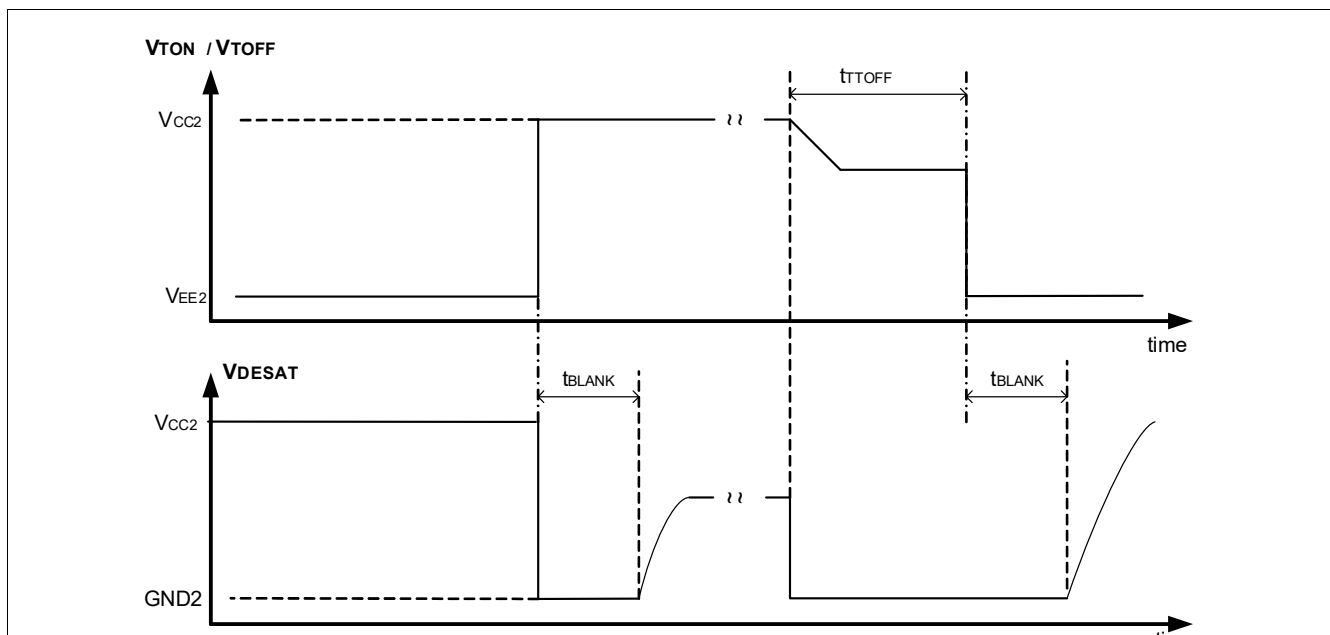 VTON / VTOFF
tTTOFF
VCC2
VEE2
time
VDESAT
tBLANK tBLANK
VCC2
GND2